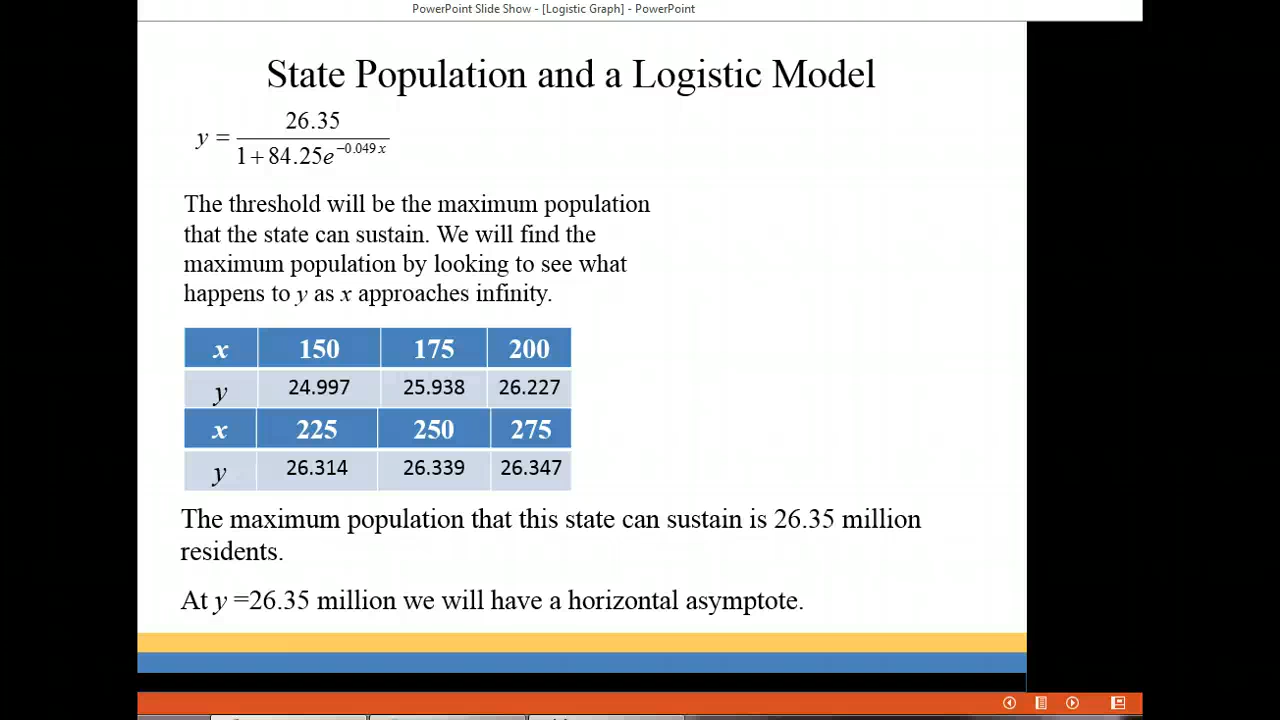 PowerPoint Slide Show - [Logistic Graph] - PowerPoint
State Population and a Logistic Model
y = 26.35 / 1 + 84.25e^−0.049x
The threshold will be the maximum population
that the state can sustain. We will find the
maximum population by looking to see what
happens to y as x approaches infinity.
x 150 175 200
y 24.997 25.938 26.227
x 225 250 275
y 26.314 26.339 26.347
The maximum population that this state can sustain is 26.35 million
residents.
At y =26.35 million we will have a horizontal asymptote.